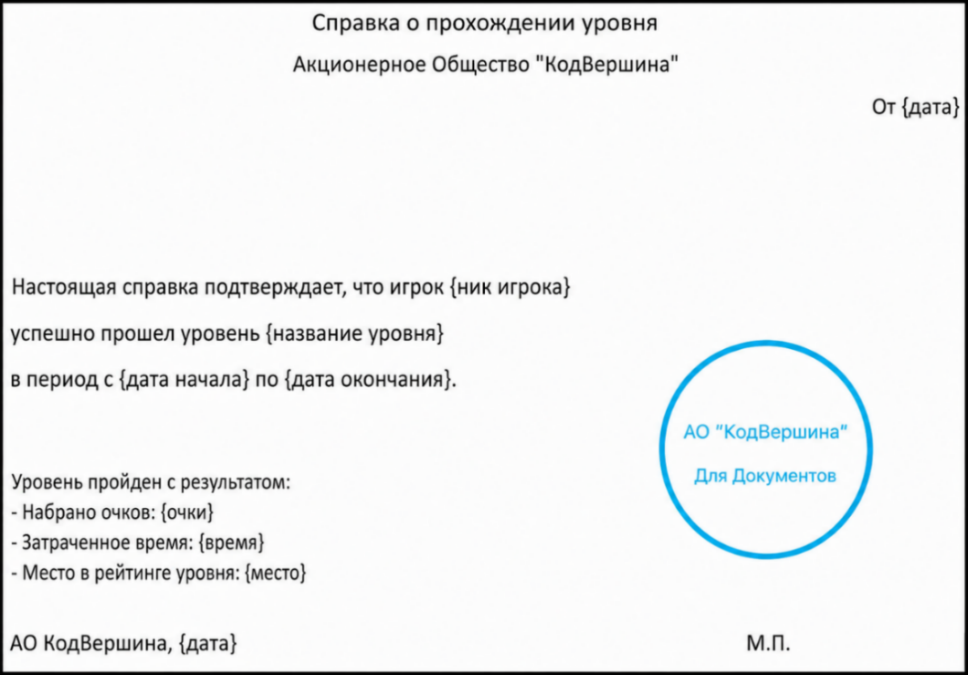 Справка о прохождении уровня
Акционерное Общество "КодВершина"
От {дата}
Настоящая справка подтверждает, что игрок {ник игрока}
успешно прошел уровень {название уровня}
в период с {дата начала} по {дата окончания}.
АО "КодВершина"
Для Документов
Уровень пройден с результатом:
- Набрано очков: {очки}
- Затраченное время: {время}
- Место в рейтинге уровня: {место}
АО КодВершина, {дата}
М.П.